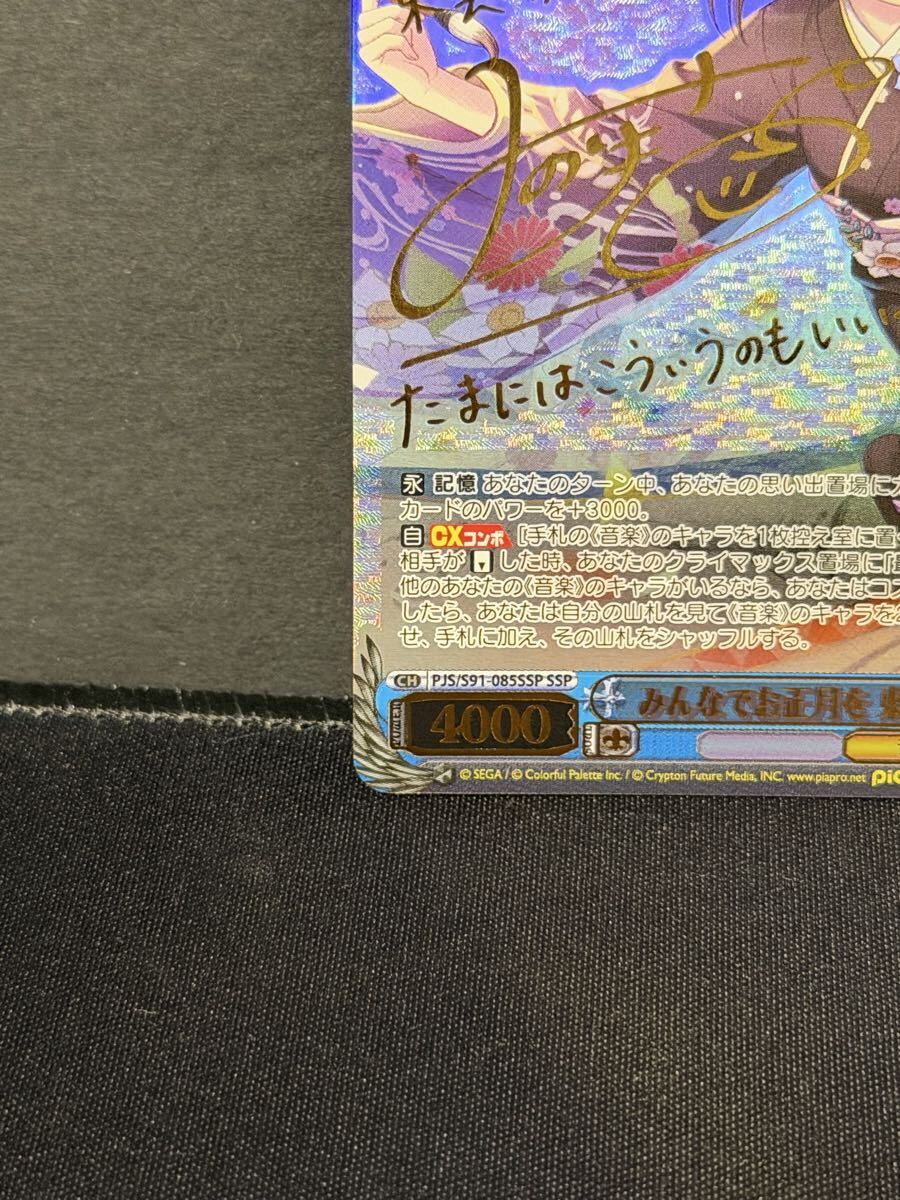 たまにはこういうのもいい
永 記憶 あなたのターン中、あなたの思い出置場に
カードのパワーを+3000。
自 CXコンボ [手札の《音楽》のキャラを1枚控え室に置
相手が した時、あなたのクライマックス置場に「
他のあなたの《音楽》のキャラがいるなら、あなたはコス
したら、あなたは自分の山札を見て《音楽》のキャラを
せ、手札に加え、その山札をシャッフルする。
CH PJS/S91-085SSP SSP
4000 みんなでお正月を
© SEGA / © Colorful Palette Inc. / © Crypton Future Media, INC. www.piapro.net